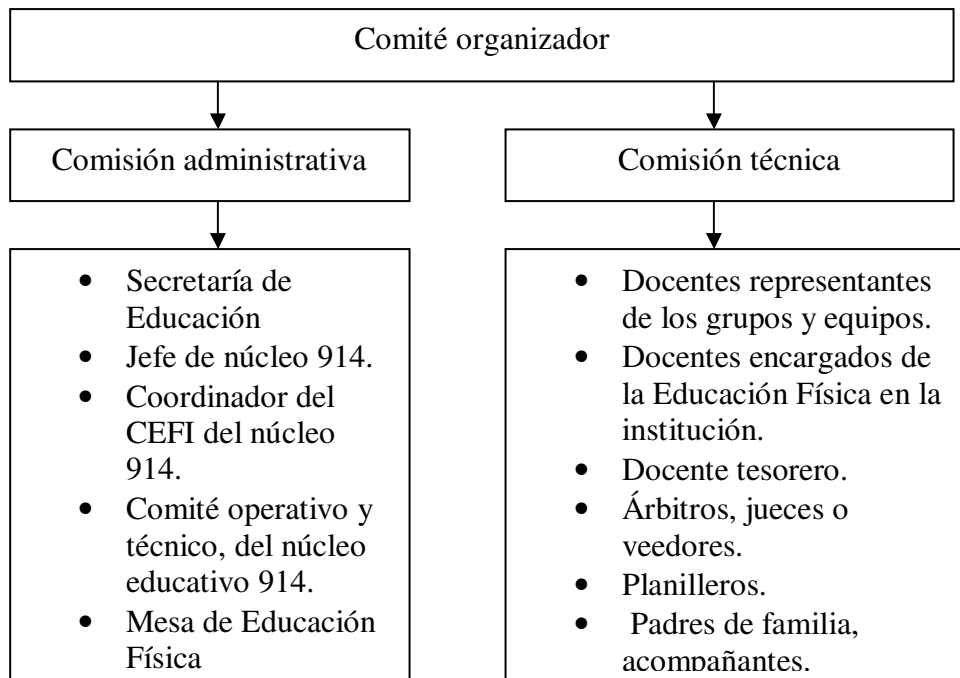 Comité organizador
Comisión administrativa
Comisión técnica
• Secretaría de
Educación
• Jefe de núcleo 914.
• Coordinador del
CEFI del núcleo
914.
• Comité operativo y
técnico, del núcleo
educativo 914.
• Mesa de Educación
Física
• Docentes representantes
de los grupos y equipos.
• Docentes encargados de
la Educación Física en la
institución.
• Docente tesorero.
• Árbitros, jueces o
veedores.
• Planilleros.
• Padres de familia,
acompañantes.